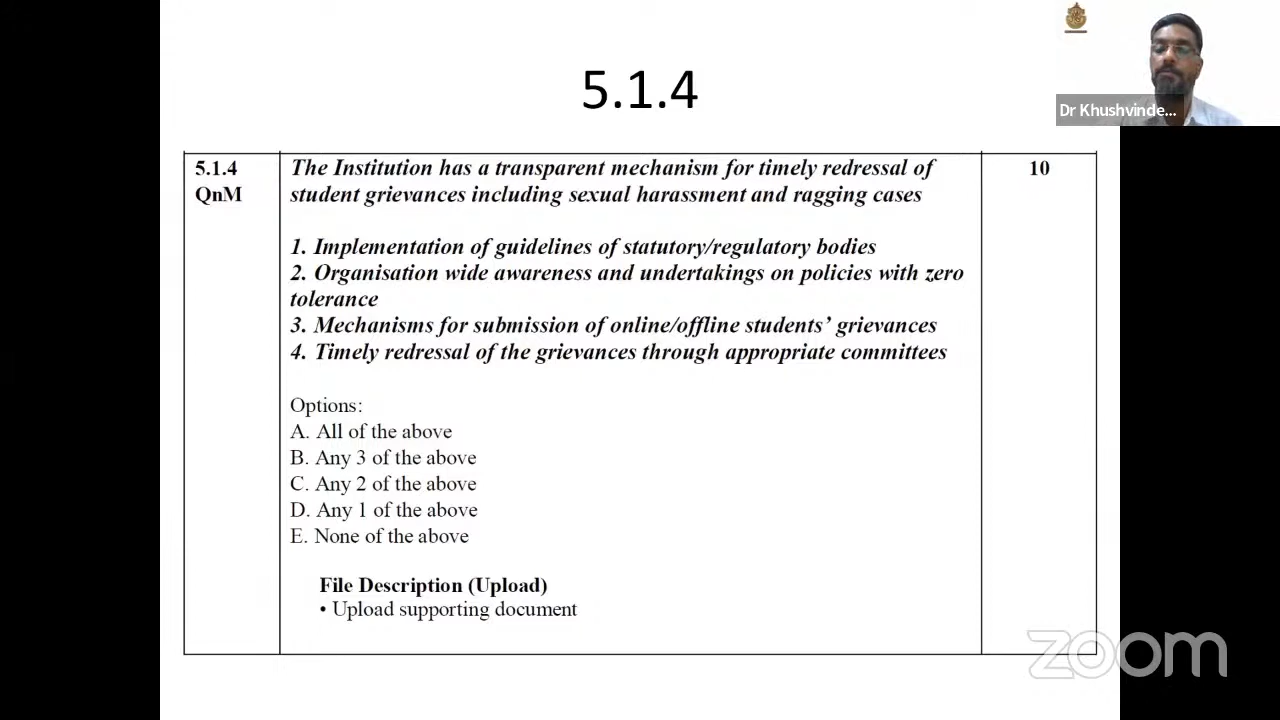 5.1.4
Dr Khushvinde...
5.1.4
QnM
The Institution has a transparent mechanism for timely redressal of
student grievances including sexual harassment and ragging cases
10
1. Implementation of guidelines of statutory/regulatory bodies
2. Organisation wide awareness and undertakings on policies with zero
tolerance
3. Mechanisms for submission of online/offline students’ grievances
4. Timely redressal of the grievances through appropriate committees
Options:
A. All of the above
B. Any 3 of the above
C. Any 2 of the above
D. Any 1 of the above
E. None of the above
File Description (Upload)
• Upload supporting document
zoom